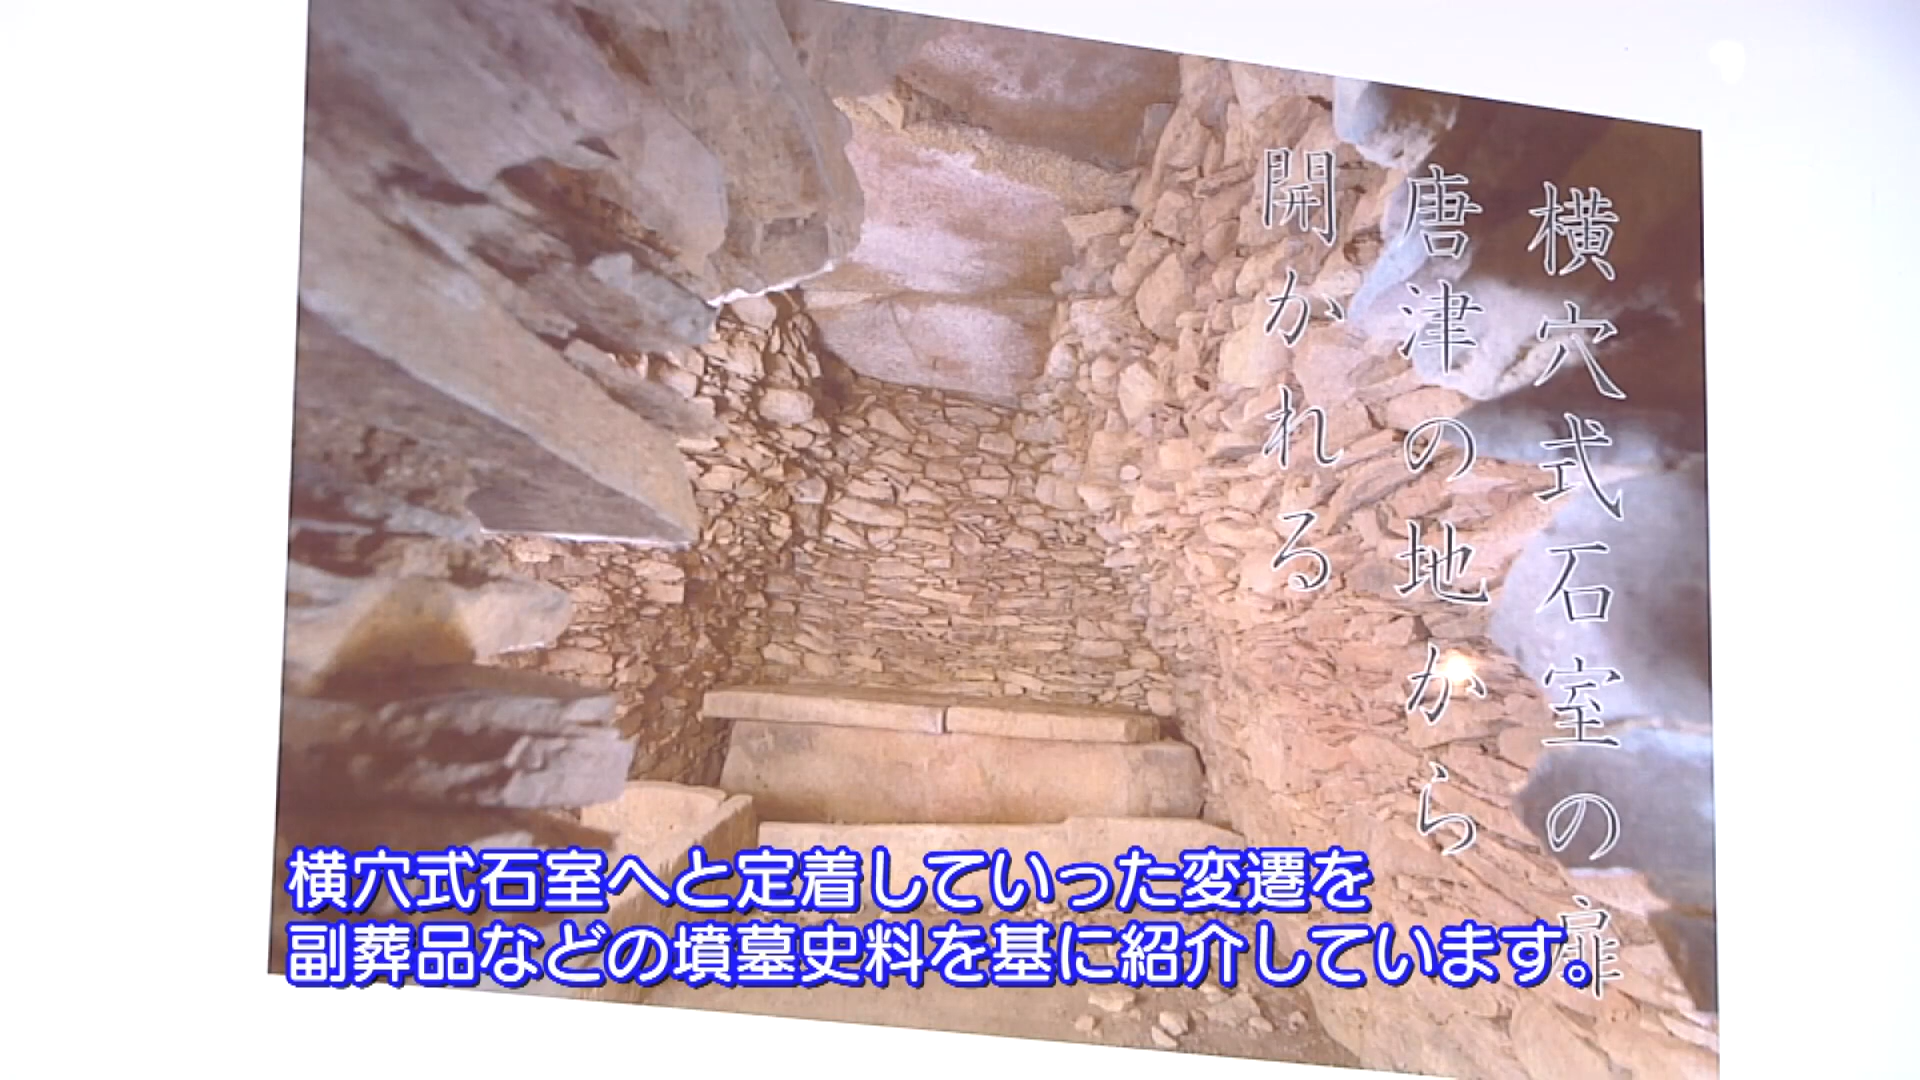 横穴式石室の扉
唐津の地から
開かれる
横穴式石室へと定着していった変遷を
副葬品などの墳墓史料を基に紹介しています。